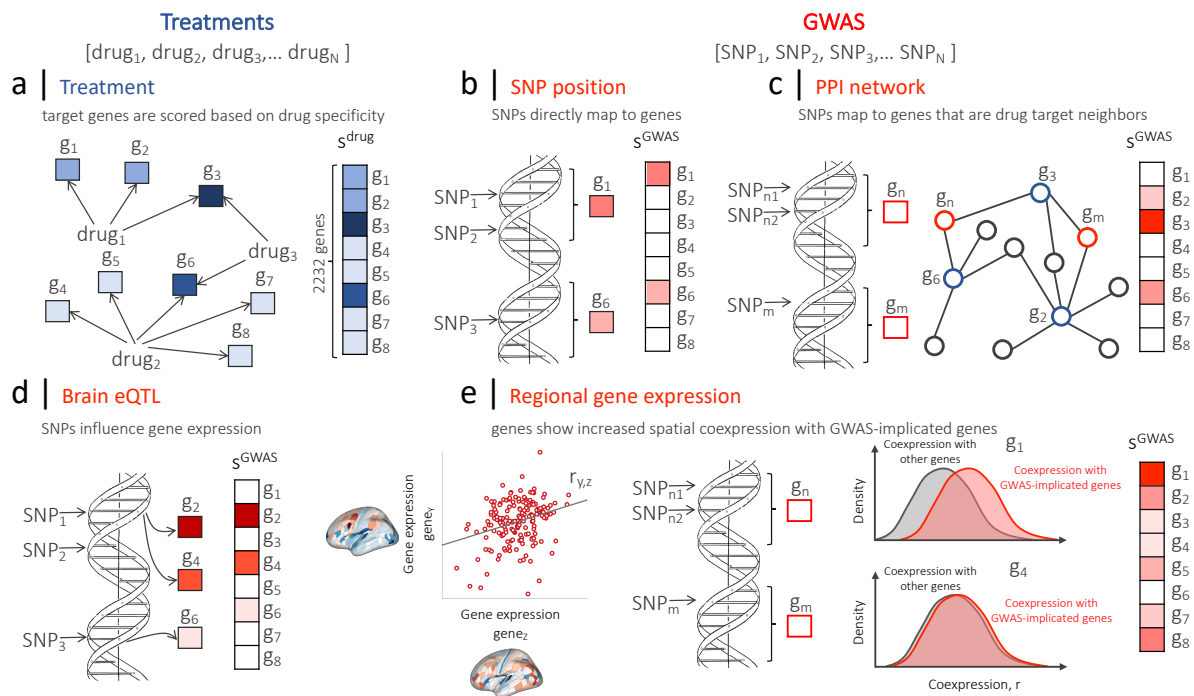 Treatments
[drug1, drug2, drug3,... drugN ]
GWAS
[SNP1, SNP2, SNP3,... SNPN ]
a | Treatment
target genes are scored based on drug specificity
sdrug
g1
g2
g3
drug1
drug3
g5
g6
g7
g4
drug2
g8
2232 genes
g1
g2
g3
g4
g5
g6
g7
g8
b | SNP position
SNPs directly map to genes
sGWAS
SNP1
SNP2
SNP3
g1
g6
g1
g2
g3
g4
g5
g6
g7
g8
c | PPI network
SNPs map to genes that are drug target neighbors
sGWAS
SNPn1
SNPn2
SNPm
gn
gm
gn
g3
gm
g6
g2
g1
g2
g3
g4
g5
g6
g7
g8
d | Brain eQTL
SNPs influence gene expression
sGWAS
SNP1
SNP2
SNP3
g2
g4
g6
g1
g2
g3
g4
g5
g6
g7
g8
e | Regional gene expression
genes show increased spatial coexpression with GWAS-implicated genes
Gene expression
geneY
ry,z
Gene expression
geneZ
SNPn1
SNPn2
SNPm
gn
gm
g1
Coexpression with
other genes
Coexpression with
GWAS-implicated genes
Density
g4
Coexpression with
other genes
Coexpression with
GWAS-implicated genes
Density
Coexpression, r
sGWAS
g1
g2
g3
g4
g5
g6
g7
g8